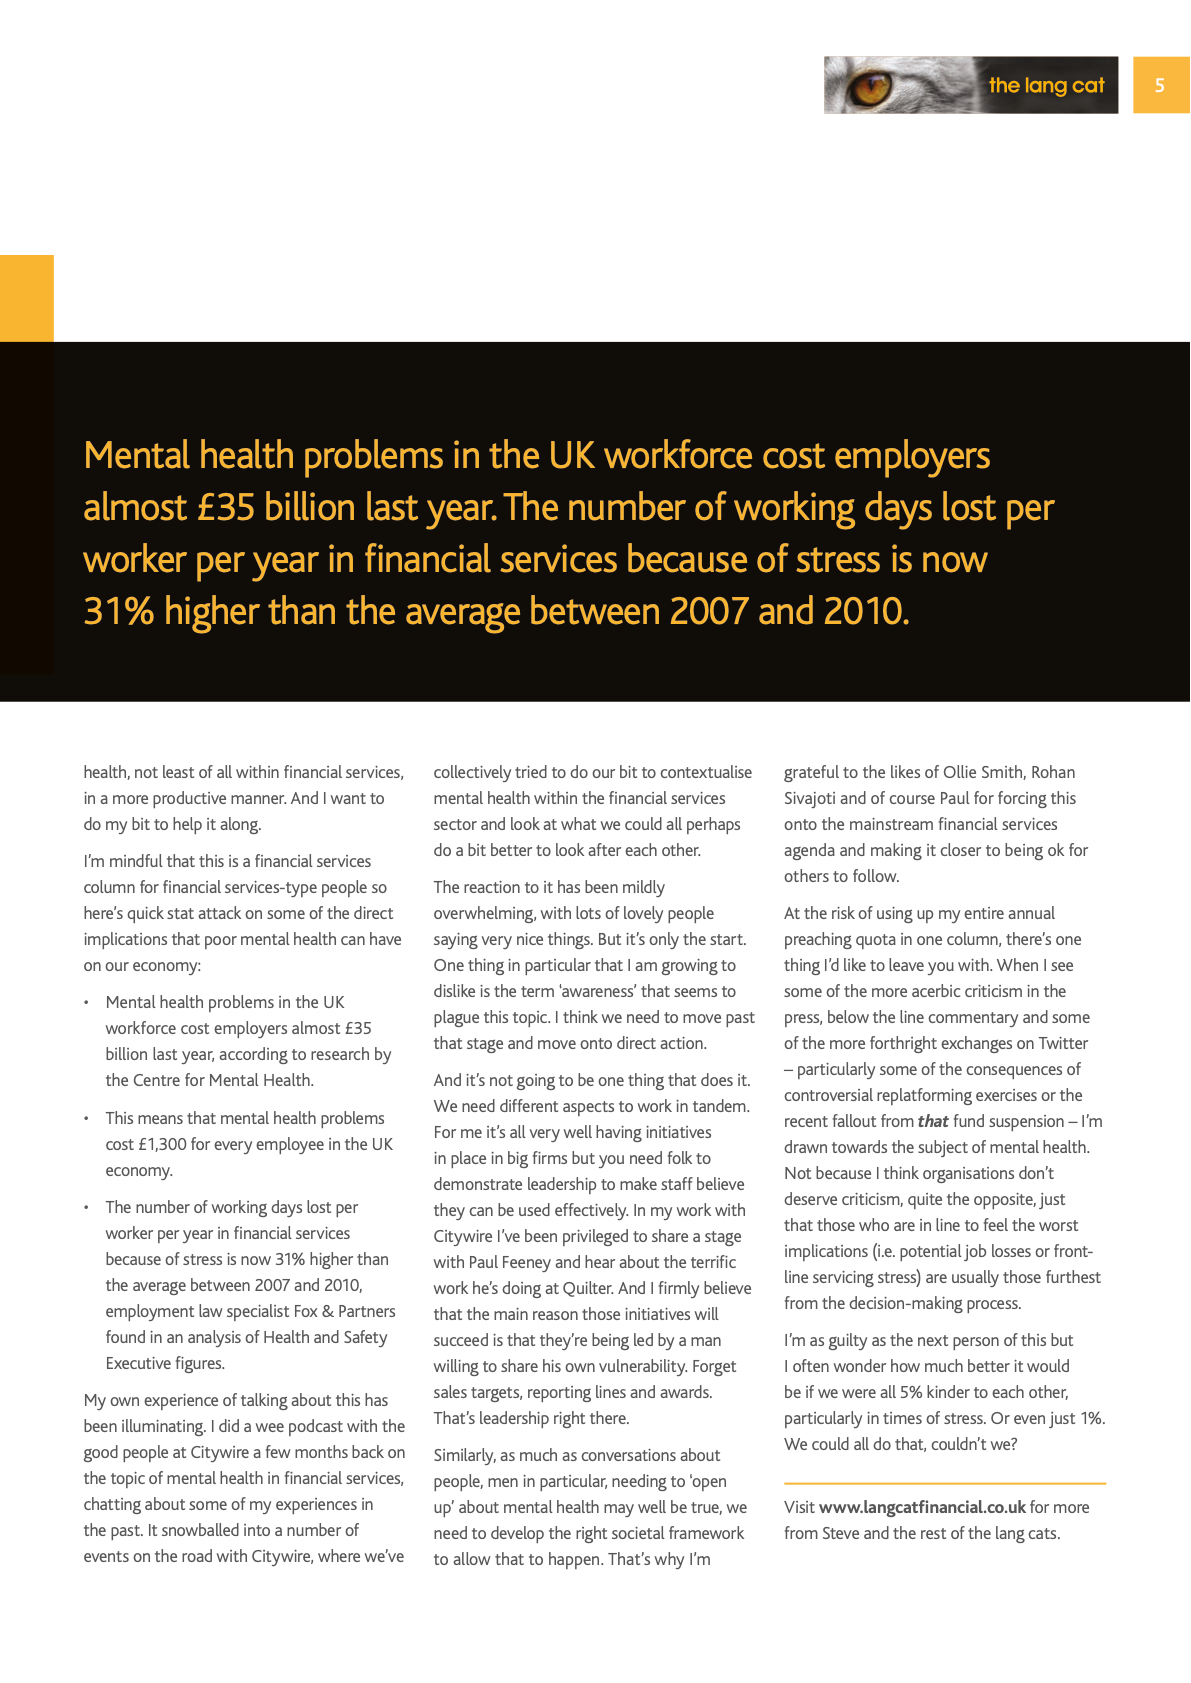 the lang cat
5
Mental health problems in the UK workforce cost employers
almost £35 billion last year. The number of working days lost per
worker per year in financial services because of stress is now
31% higher than the average between 2007 and 2010.
health, not least of all within financial services,
in a more productive manner. And I want to
do my bit to help it along.
I'm mindful that this is a financial services
column for financial services-type people so
here's quick stat attack on some of the direct
implications that poor mental health can have
on our economy:
• Mental health problems in the UK
workforce cost employers almost £35
billion last year, according to research by
the Centre for Mental Health.
• This means that mental health problems
cost £1,300 for every employee in the UK
economy.
• The number of working days lost per
worker per year in financial services
because of stress is now 31% higher than
the average between 2007 and 2010,
employment law specialist Fox & Partners
found in an analysis of Health and Safety
Executive figures.
My own experience of talking about this has
been illuminating. I did a wee podcast with the
good people at Citywire a few months back on
the topic of mental health in financial services,
chatting about some of my experiences in
the past. It snowballed into a number of
events on the road with Citywire, where we've
collectively tried to do our bit to contextualise
mental health within the financial services
sector and look at what we could all perhaps
do a bit better to look after each other.
The reaction to it has been mildly
overwhelming, with lots of lovely people
saying very nice things. But it's only the start.
One thing in particular that I am growing to
dislike is the term 'awareness' that seems to
plague this topic. I think we need to move past
that stage and move onto direct action.
And it's not going to be one thing that does it.
We need different aspects to work in tandem.
For me it's all very well having initiatives
in place in big firms but you need folk to
demonstrate leadership to make staff believe
they can be used effectively. In my work with
Citywire I've been privileged to share a stage
with Paul Feeney and hear about the terrific
work he's doing at Quilter. And I firmly believe
that the main reason those initiatives will
succeed is that they're being led by a man
willing to share his own vulnerability. Forget
sales targets, reporting lines and awards.
That's leadership right there.
Similarly, as much as conversations about
people, men in particular, needing to 'open
up' about mental health may well be true, we
need to develop the right societal framework
to allow that to happen. That's why I'm
grateful to the likes of Ollie Smith, Rohan
Sivajoti and of course Paul for forcing this
onto the mainstream financial services
agenda and making it closer to being ok for
others to follow.
At the risk of using up my entire annual
preaching quota in one column, there's one
thing I'd like to leave you with. When I see
some of the more acerbic criticism in the
press, below the line commentary and some
of the more forthright exchanges on Twitter
– particularly some of the consequences of
controversial replatforming exercises or the
recent fallout from that fund suspension – I'm
drawn towards the subject of mental health.
Not because I think organisations don't
deserve criticism, quite the opposite, just
that those who are in line to feel the worst
implications (i.e. potential job losses or front-
line servicing stress) are usually those furthest
from the decision-making process.
I'm as guilty as the next person of this but
I often wonder how much better it would
be if we were all 5% kinder to each other,
particularly in times of stress. Or even just 1%.
We could all do that, couldn't we?
Visit www.langcatfinancial.co.uk for more
from Steve and the rest of the lang cats.